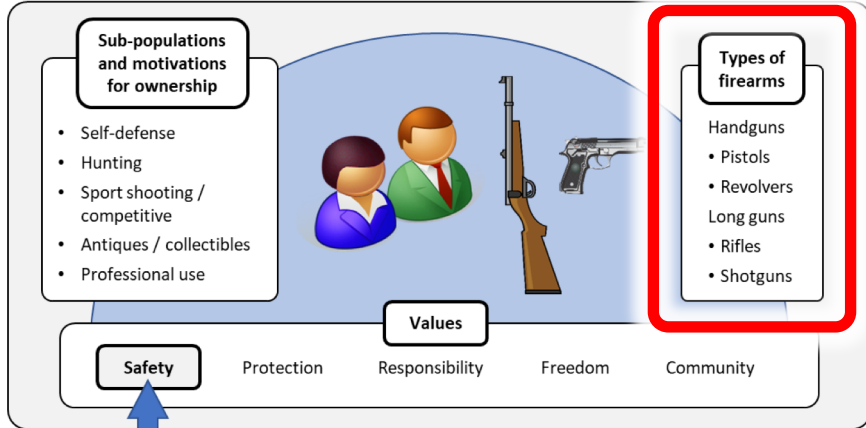 Sub-populations
and motivations
for ownership
• Self-defense
• Hunting
• Sport shooting /
competitive
• Antiques / collectibles
• Professional use
Types of
firearms
Handguns
• Pistols
• Revolvers
Long guns
• Rifles
• Shotguns
Values
Safety Protection Responsibility Freedom Community